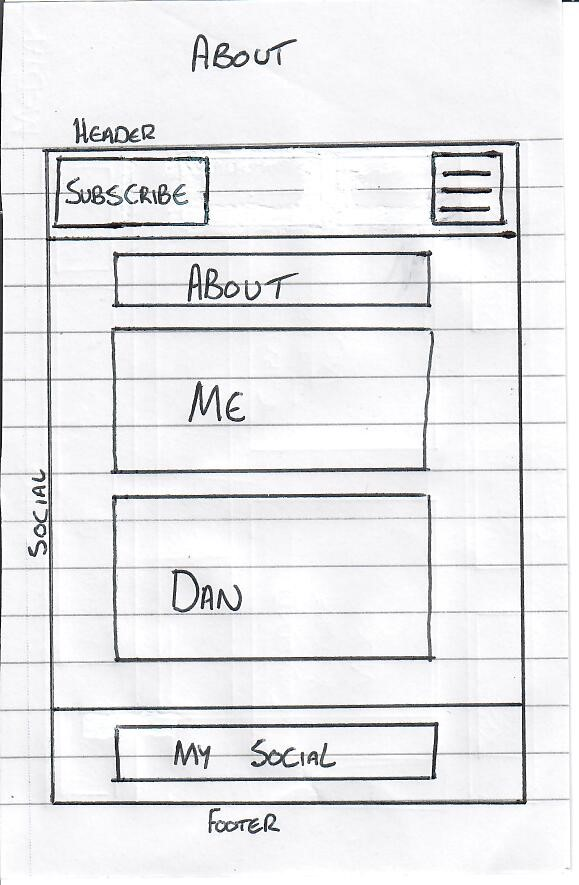 ABOUT
HEADER
SUBSCRIBE
ABOUT
ME
SOCIAL
DAN
MY SOCIAL
FOOTER